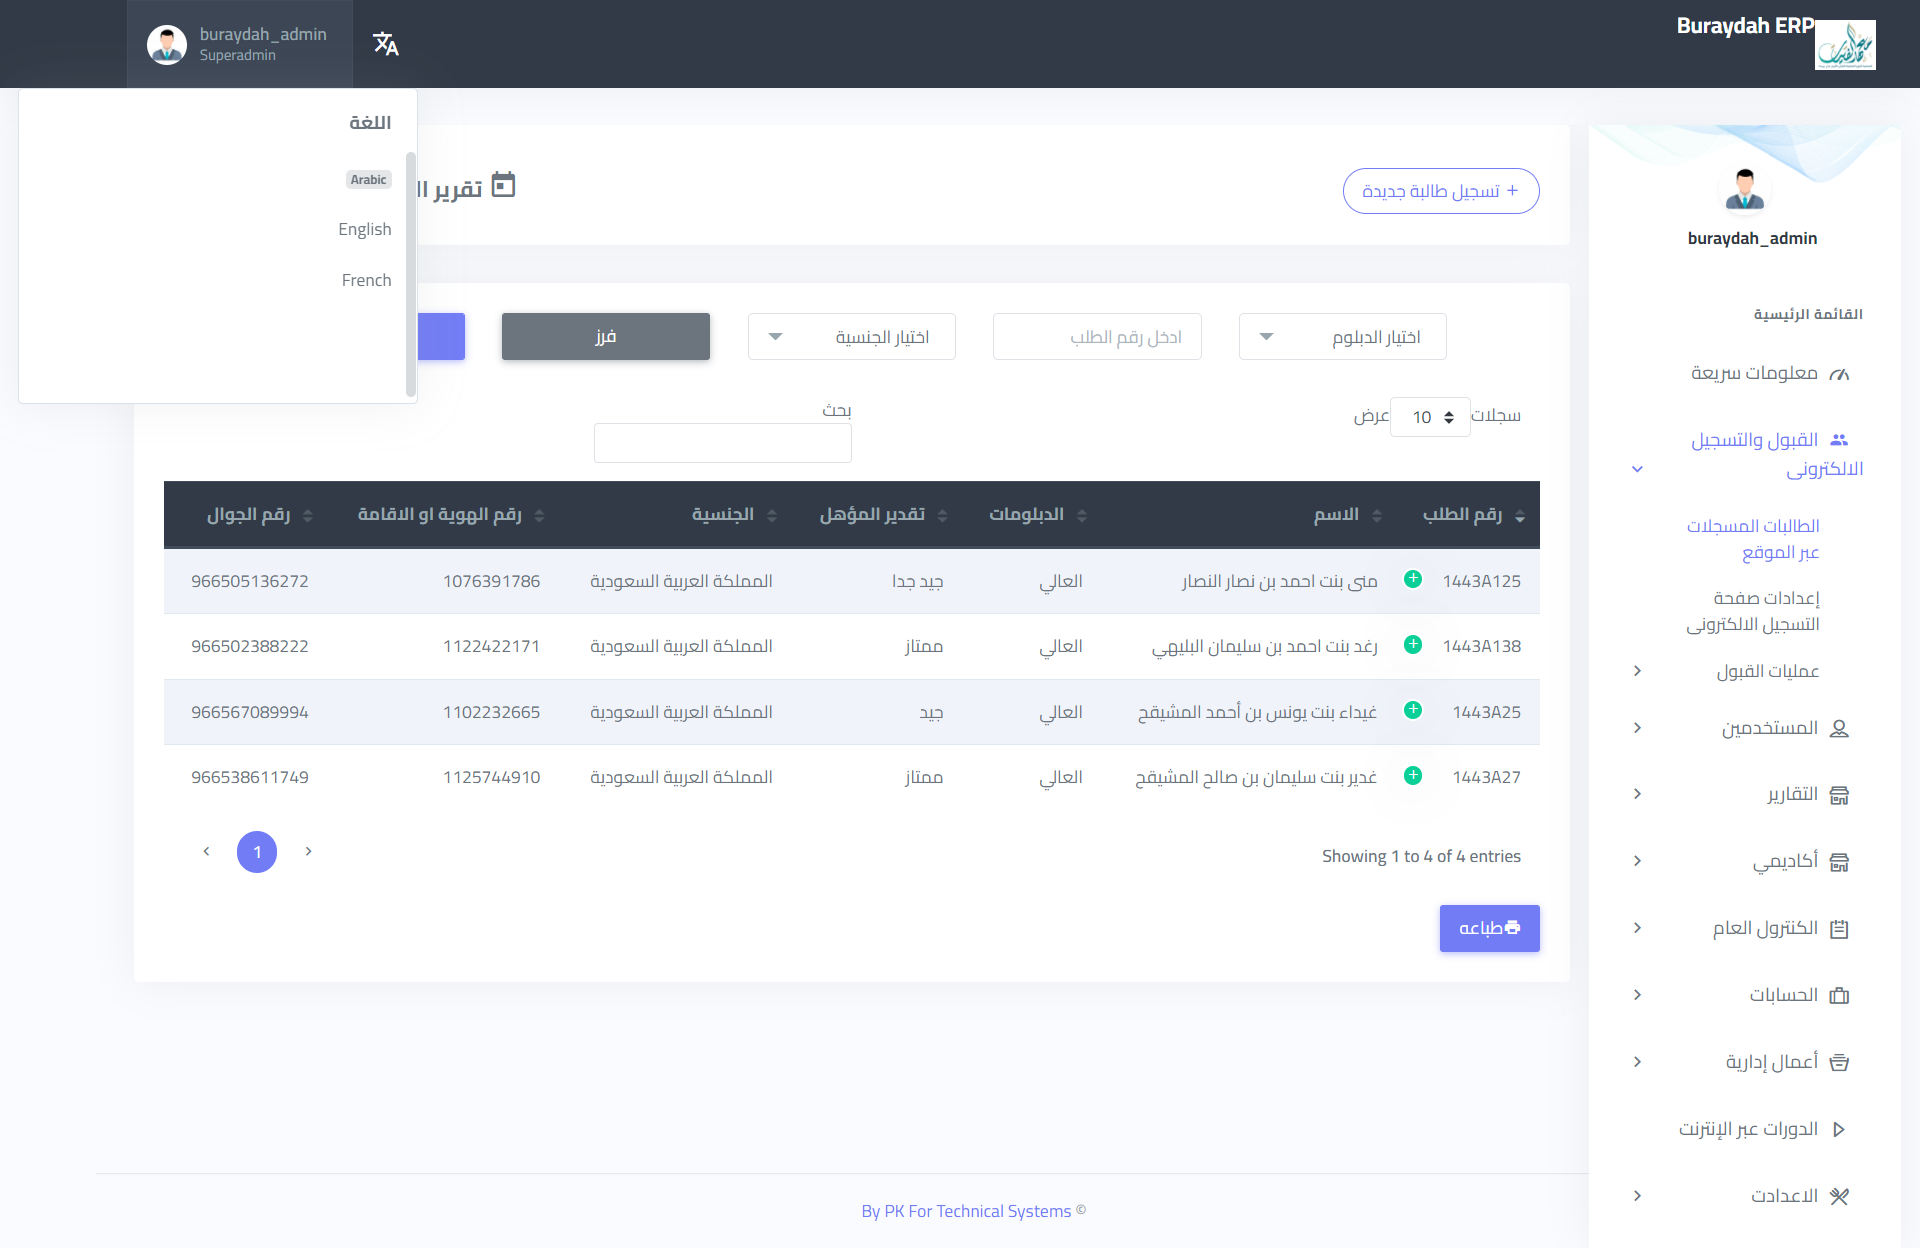 Buraydah ERP
buraydah_admin
Superadmin
اللغة
Arabic
English
French
تقرير ال
+ تسجيل طالبة جديدة
buraydah_admin
القائمة الرئيسية
معلومات سريعة
القبول والتسجيل
الالكترونى
الطالبات المسجلات
عبر الموقع
إعدادات صفحة
التسجيل الالكترونى
عمليات القبول
المستخدمين
التقارير
أكاديمي
الكنترول العام
الحسابات
أعمال إدارية
الدورات عبر الإنترنت
الاعدادت
اختيار الدبلوم
ادخل رقم الطلب
اختيار الجنسية
فرز
سجلات 10 عرض
بحث
رقم الطلب الاسم الدبلومات تقدير المؤهل الجنسية رقم الهوية او الاقامة رقم الجوال
1443A125 منى بنت احمد بن نصار النصار العالي جيد جدا المملكة العربية السعودية 1076391786 966505136272
1443A138 رغد بنت احمد بن سليمان البليهي العالي ممتاز المملكة العربية السعودية 1122422171 966502388222
1443A25 غيداء بنت يونس بن أحمد المشيقح العالي جيد المملكة العربية السعودية 1102232665 966567089994
1443A27 غدير بنت سليمان بن صالح المشيقح العالي ممتاز المملكة العربية السعودية 1125744910 966538611749
Showing 1 to 4 of 4 entries
1
طباعه
By PK For Technical Systems ©